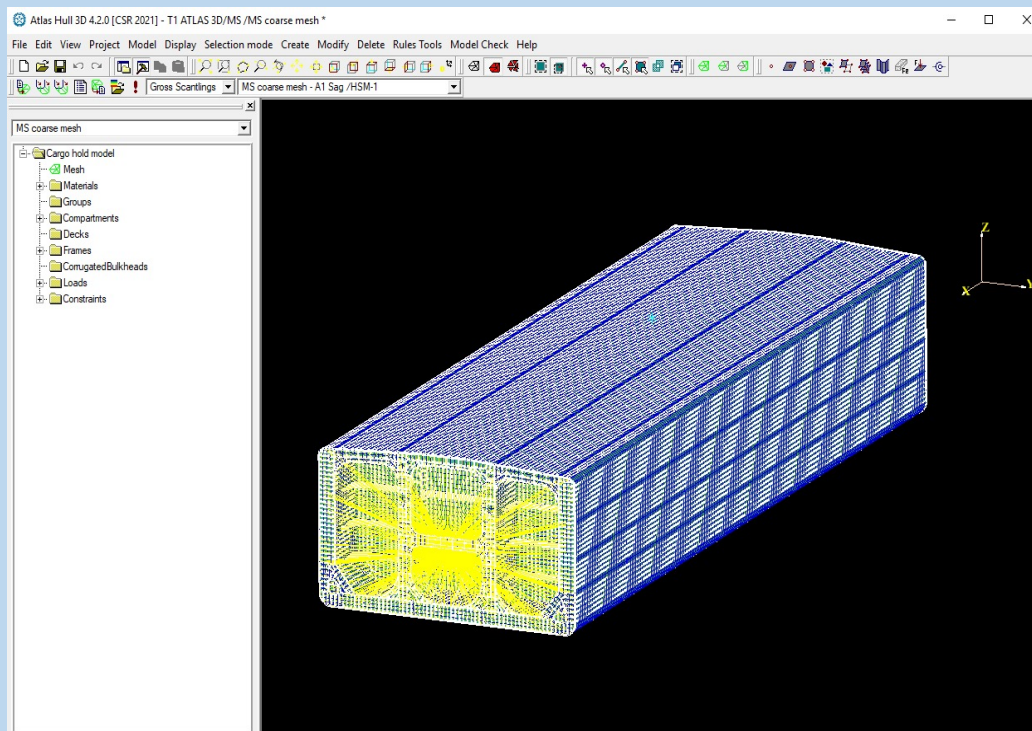 Atlas Hull 3D 4.2.0 [CSR 2021] - T1 ATLAS 3D/MS /MS coarse mesh *
File Edit View Project Model Display Selection mode Create Modify Delete Rules Tools Model Check Help
Gross Scantlings MS coarse mesh - A1 Sag /HSM-1
MS coarse mesh
Cargo hold model
Mesh
Materials
Groups
Compartments
Decks
Frames
CorrugatedBulkheads
Loads
Constraints
Z
X
Y